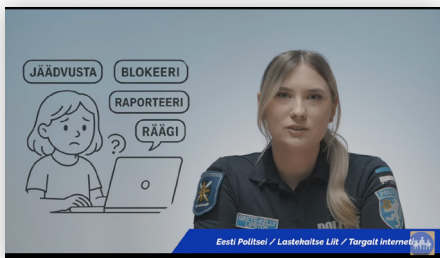 JÄÄDVUSTA
BLOKEERI
RAPORTEERI
RÄÄGI
?
Eesti Politsei / Lastekaitse Liit / Targalt internetis